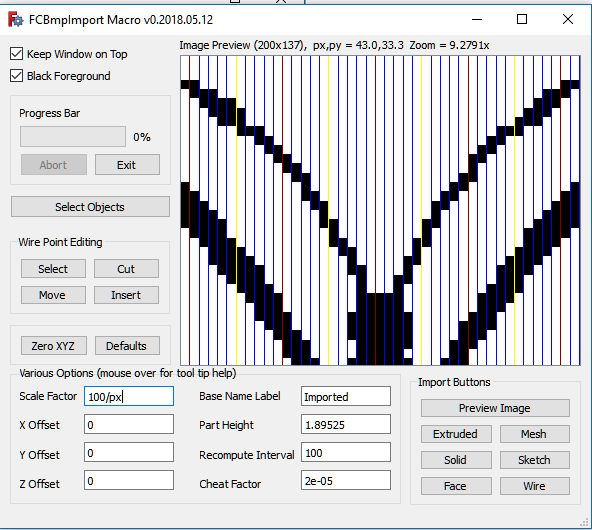 FCBmpImport Macro v0.2018.05.12
Keep Window on Top
Black Foreground
Image Preview (200x137), px,py = 43.0,33.3 Zoom = 9.2791x
Progress Bar
0%
Abort Exit
Select Objects
Wire Point Editing
Select Cut
Move Insert
Zero XYZ Defaults
Various Options (mouse over for tool tip help)
Scale Factor 100/px Base Name Label Imported
X Offset 0 Part Height 1.89525
Y Offset 0 Recompute Interval 100
Z Offset 0 Cheat Factor 2e-05
Import Buttons
Preview Image
Extruded Mesh
Solid Sketch
Face Wire